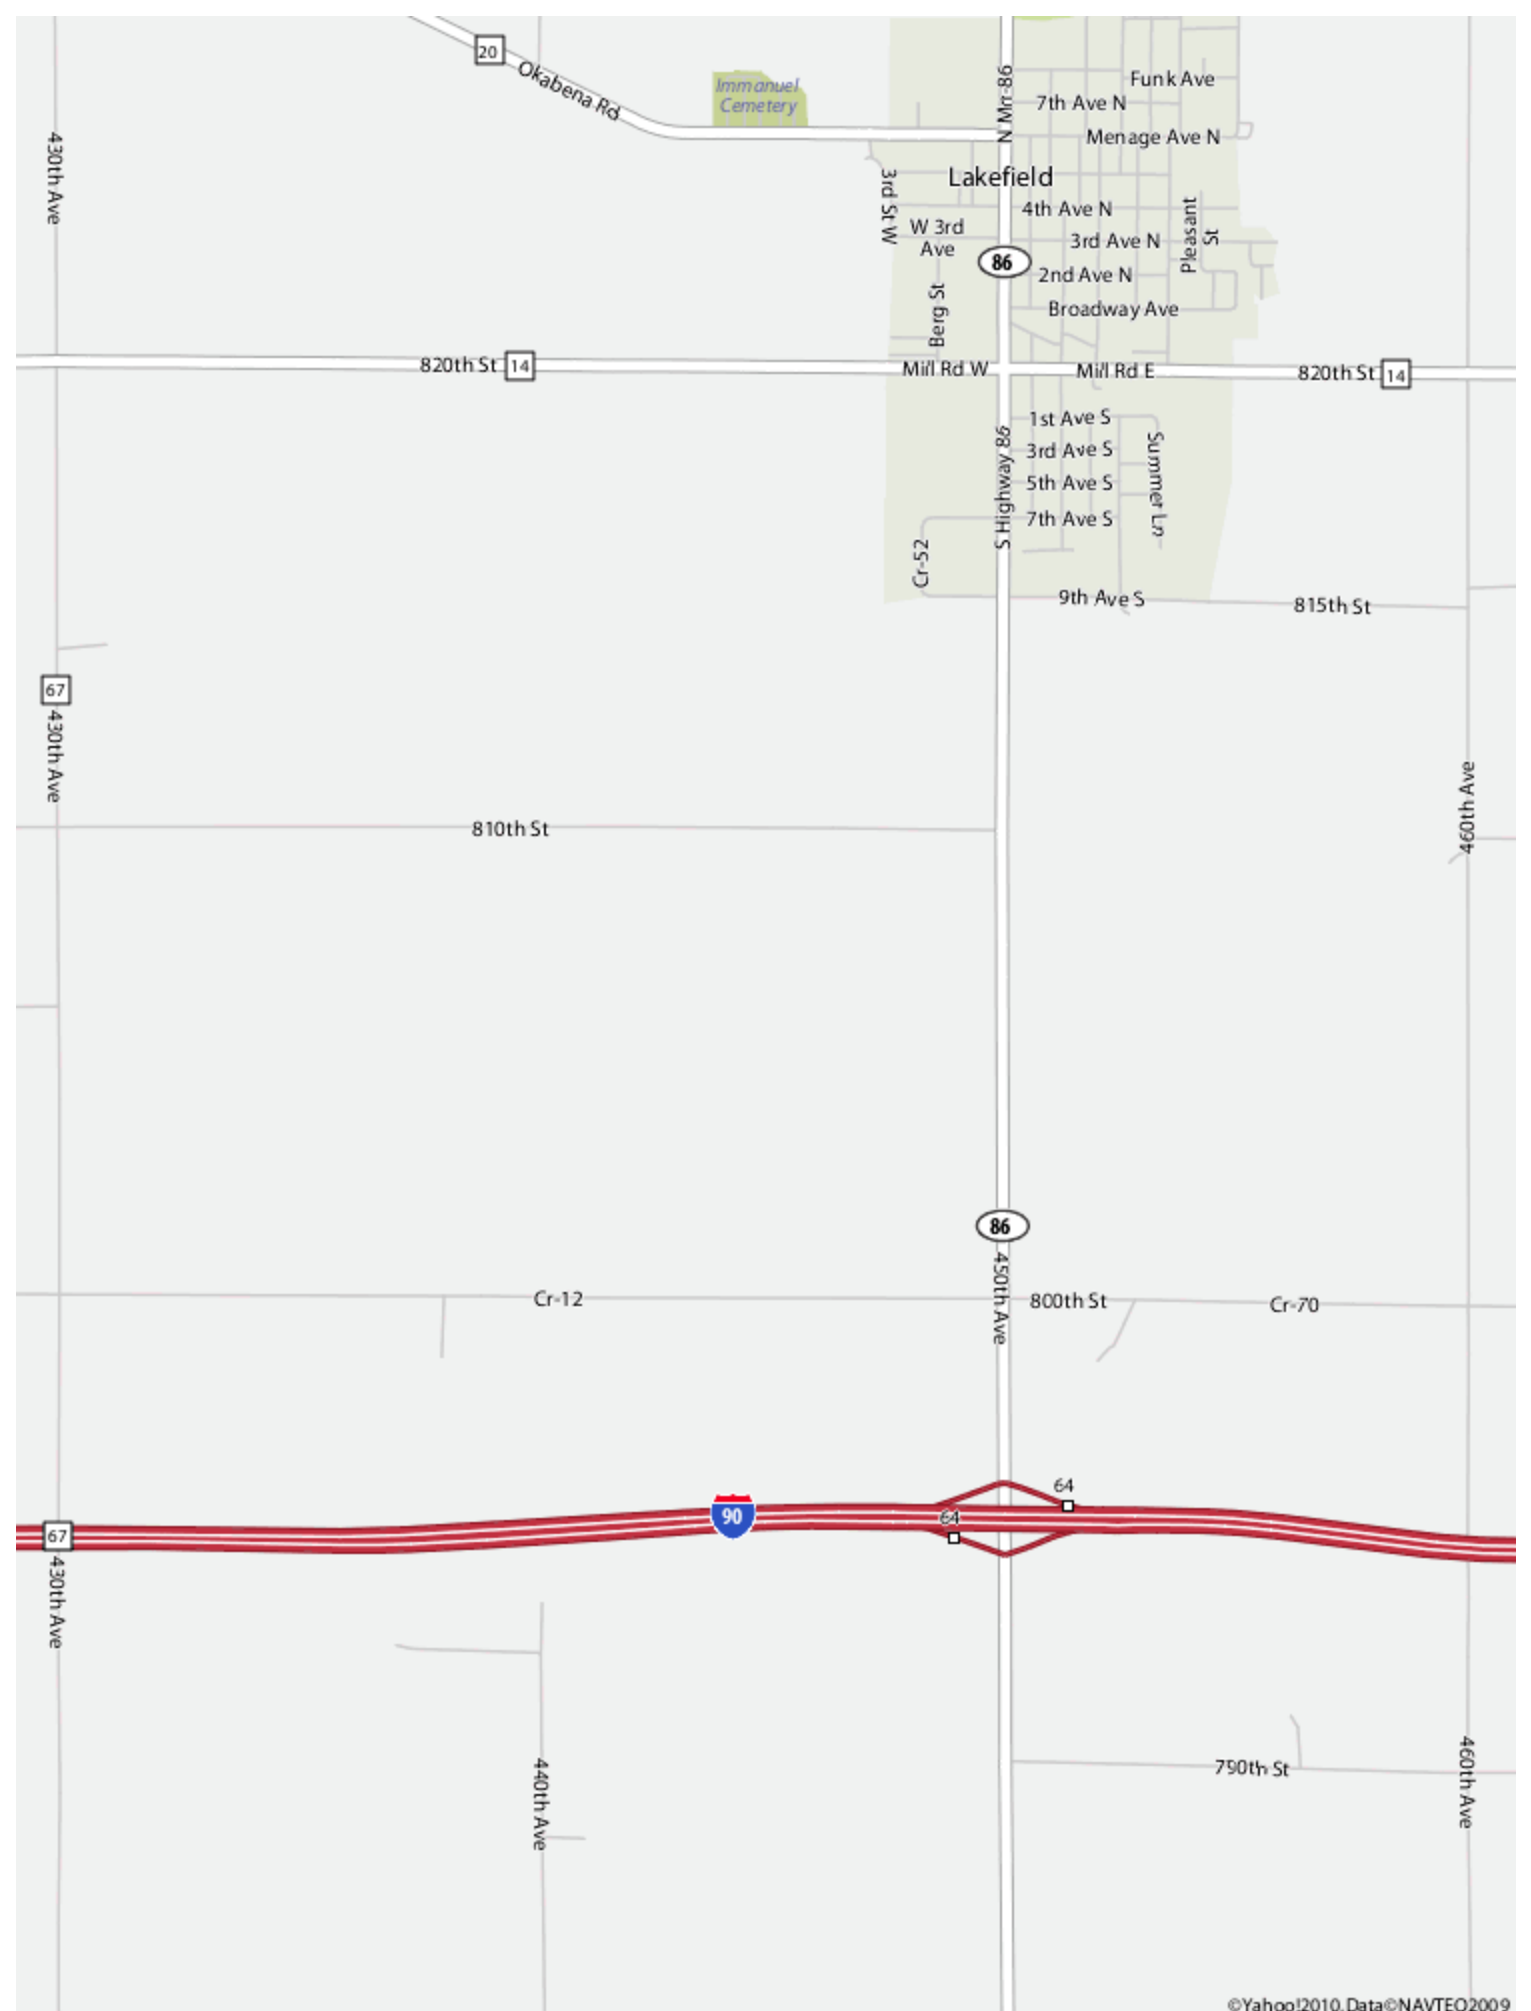 20
Okabena Rd
Immanuel
Cemetery
N Mn-86
Funk Ave
7th Ave N
Menage Ave N
430th Ave
Lakefield
3rd St W
4th Ave N
W 3rd
Ave
3rd Ave N
Pleasant
St
86
2nd Ave N
Berg St
Broadway Ave
820th St
14
Mill Rd W
Mill Rd E
820th St
14
1st Ave S
S Highway 86
3rd Ave S
Summer Ln
5th Ave S
7th Ave S
Cr-52
9th Ave S
815th St
67
430th Ave
460th Ave
810th St
86
450th Ave
Cr-12
800th St
Cr-70
64
90
64
67
430th Ave
440th Ave
790th St
460th Ave
©Yahoo!2010,Data©NAVTEQ2009